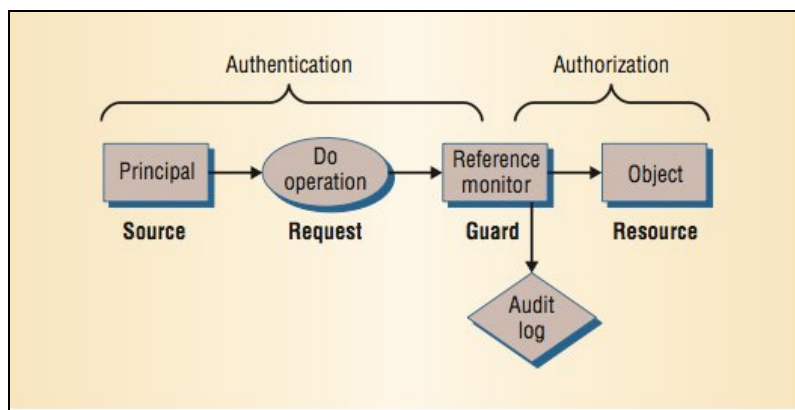 Authentication
Authorization
Principal
Do
operation
Reference
monitor
Object
Source
Request
Guard
Resource
Audit
log